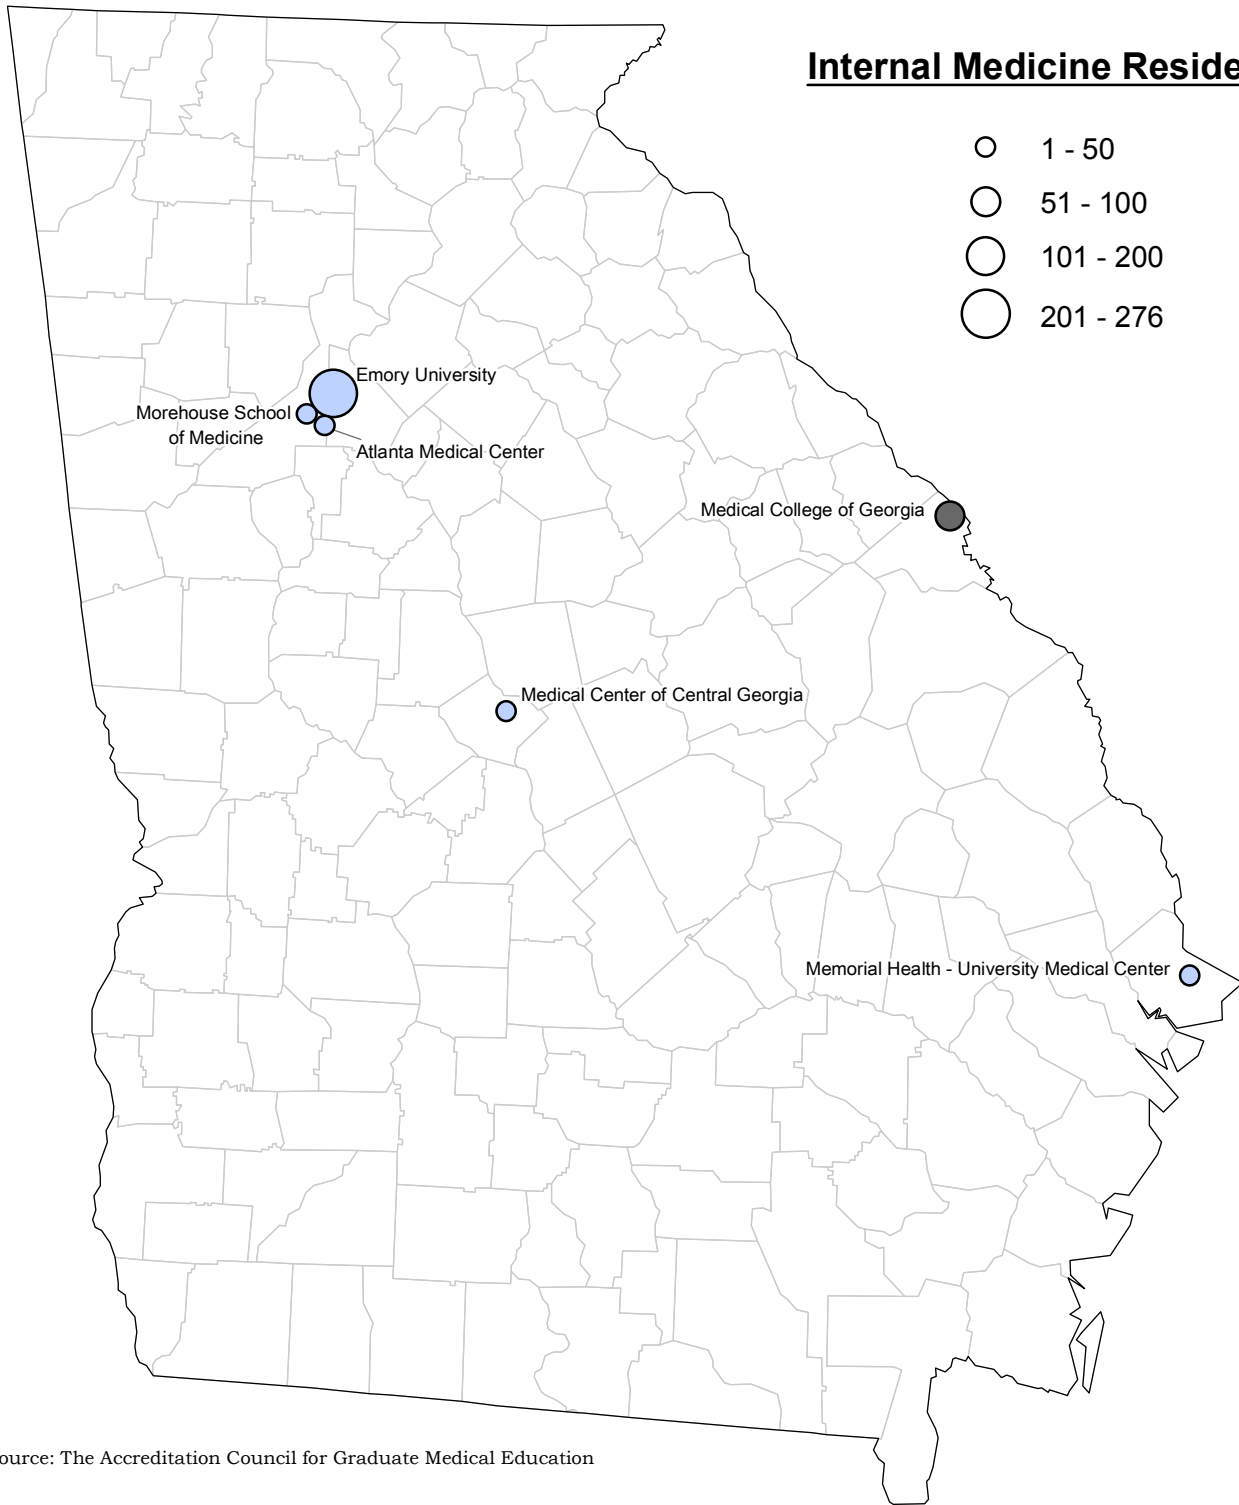 Internal Medicine Reside
1 - 50
51 - 100
101 - 200
201 - 276
Emory University
Morehouse School
of Medicine
Atlanta Medical Center
Medical College of Georgia
Medical Center of Central Georgia
Memorial Health - University Medical Center
ource: The Accreditation Council for Graduate Medical Education